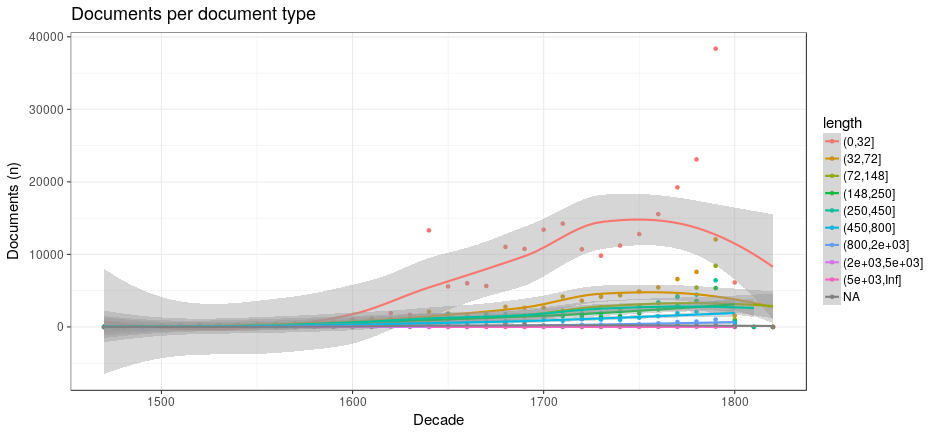 Documents per document type
40000
30000
20000
10000
0
Documents (n)
1500
1600
1700
1800
Decade
length
(0,32]
(32,72]
(72,148]
(148,250]
(250,450]
(450,800]
(800,2e+03]
(2e+03,5e+03]
(5e+03,Inf]
NA